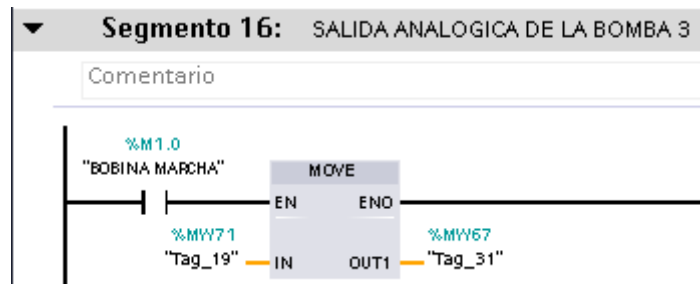 Segmento 16: SALIDA ANALOGICA DE LA BOMBA 3
Comentario
%M1.0
"BOBINA MARCHA"
MOVE
EN ENO
%MW71 %MW67
"Tag_19" IN OUT1 "Tag_31"